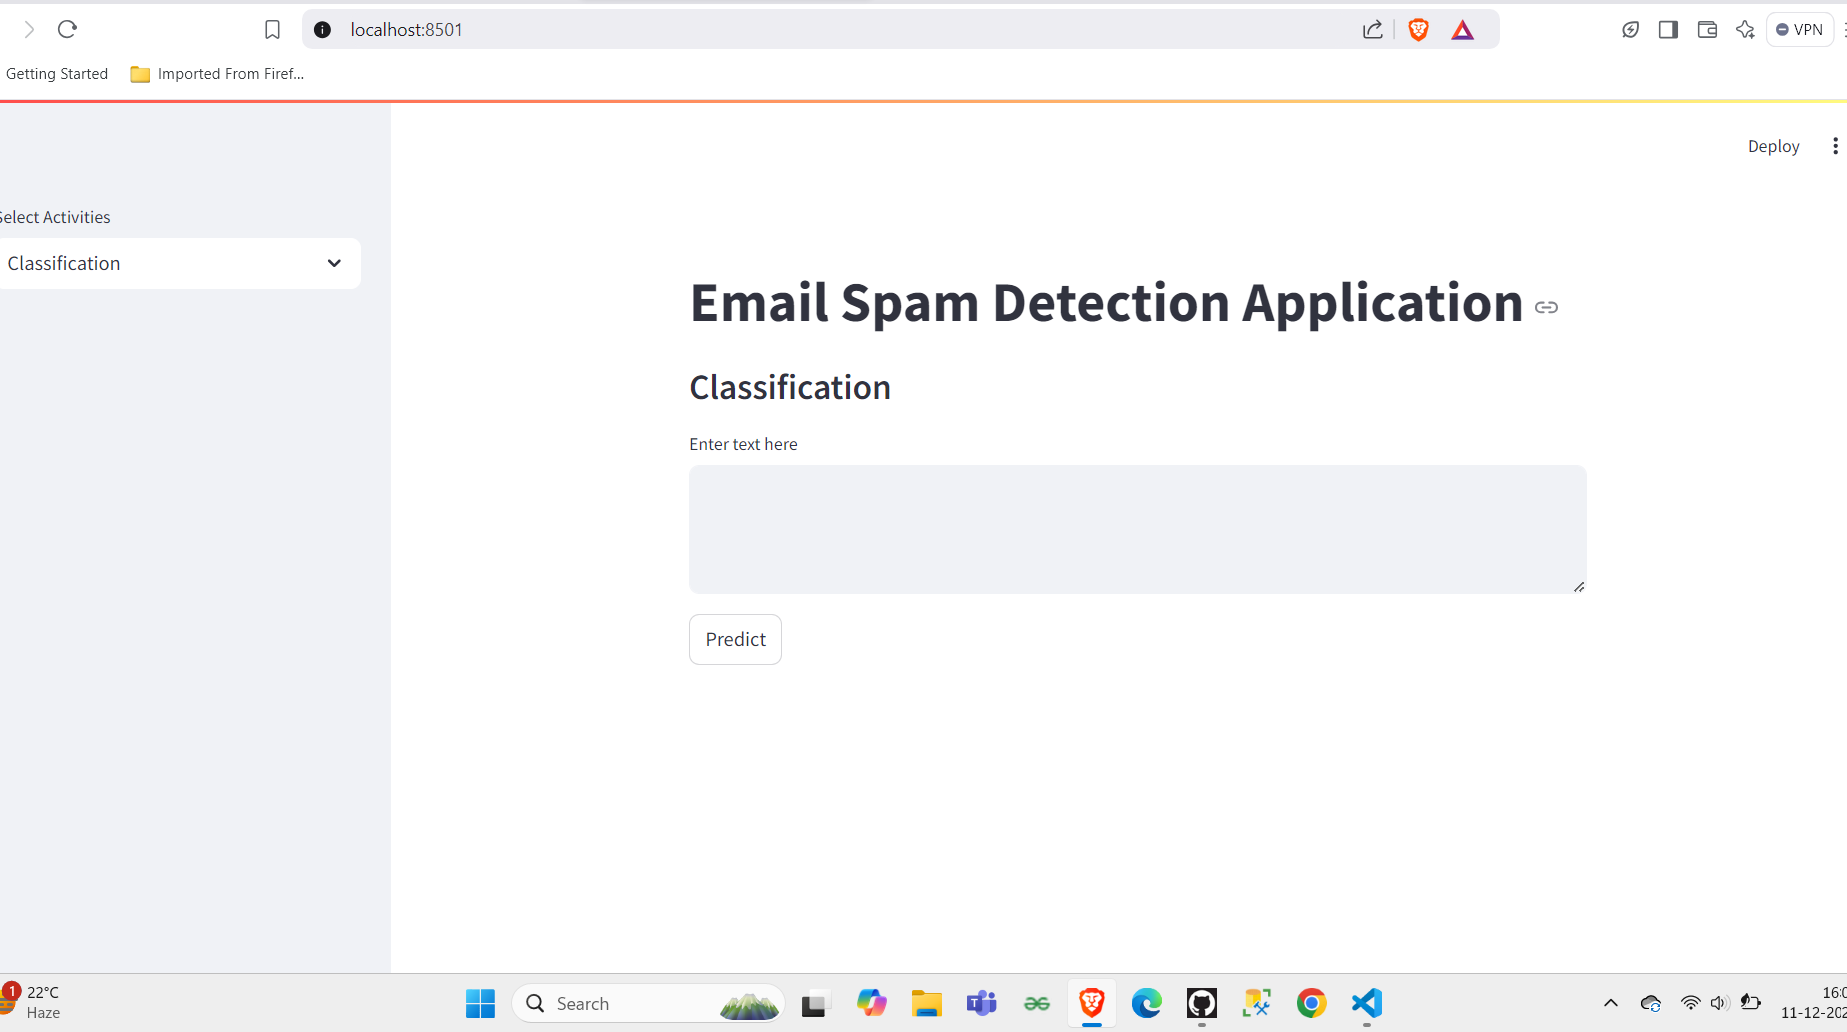 localhost:8501
VPN
Getting Started
Imported From Firef...
Deploy
Select Activities
Classification
Email Spam Detection Application
Classification
Enter text here
Predict
1
22°C
Haze
Search
T
16:0
11-12-202